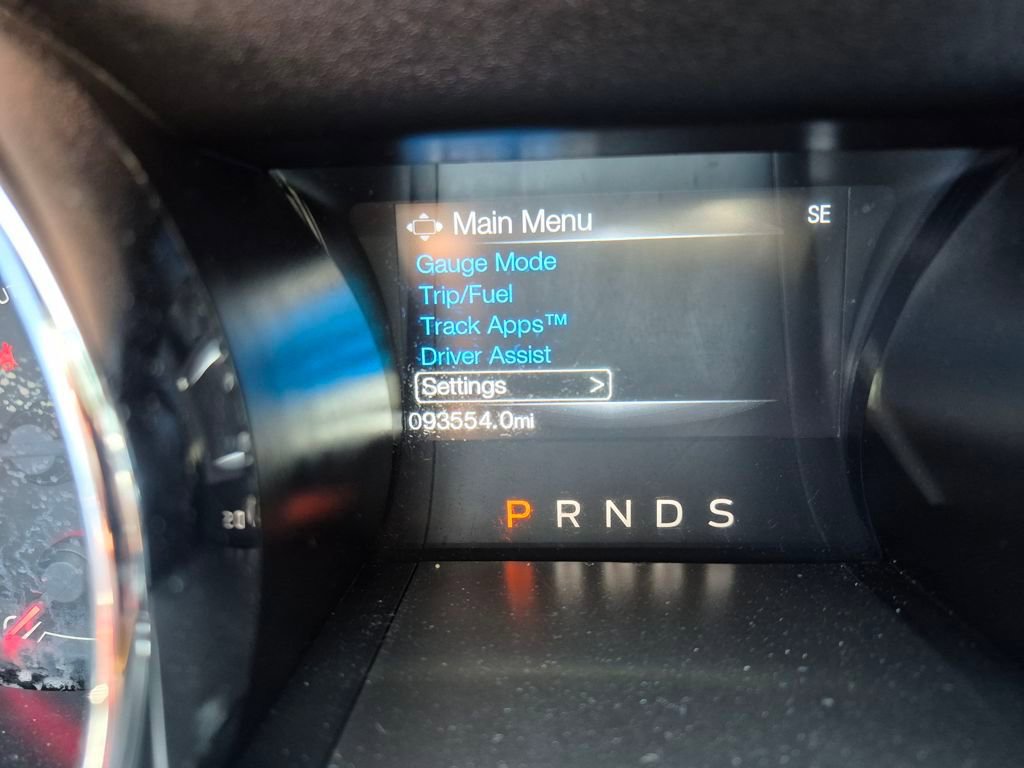 Main Menu
SE
Gauge Mode
Trip/Fuel
Track Apps™
Driver Assist
Settings >
093554.0mi
P R N D S